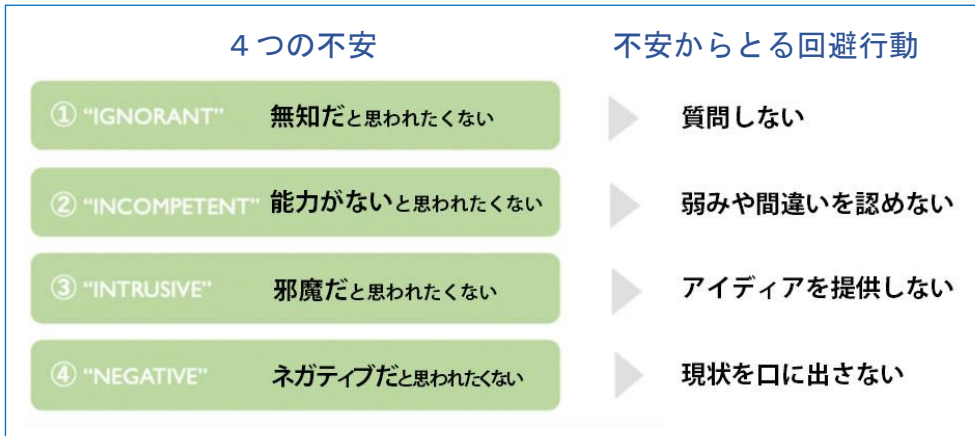 ４つの不安 不安からとる回避行動
① “IGNORANT” 無知だと思われたくない 質問しない
② “INCOMPETENT” 能力がないと思われたくない 弱みや間違いを認めない
③ “INTRUSIVE” 邪魔だと思われたくない アイディアを提供しない
④ “NEGATIVE” ネガティブだと思われたくない 現状を口に出さない